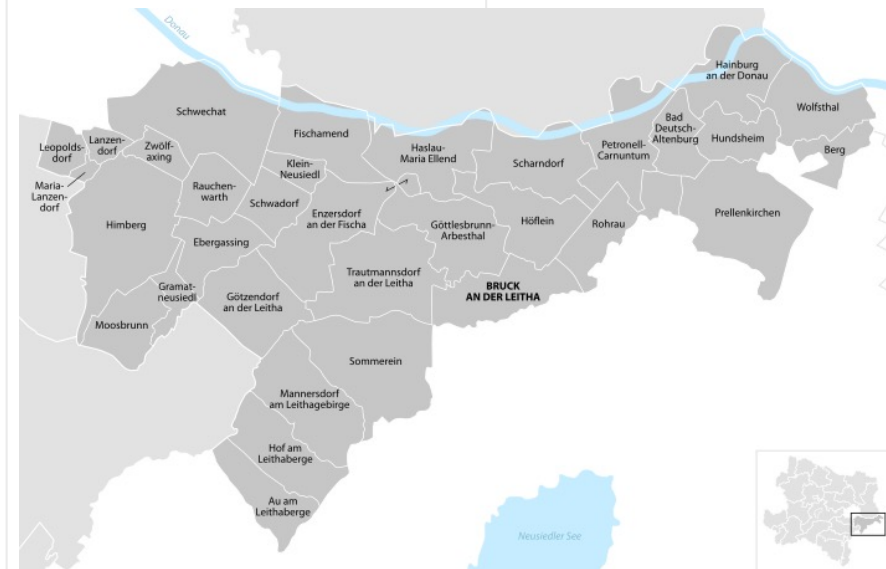 Donau
Hainburg
an der Donau
Schwechat
Wolfsthal
Fischamend
Bad
Deutsch-
Altenburg
Leopolds-
dorf
Lanzen-
dorf
Zwölf-
axing
Haslau-
Maria Ellend
Petronell-
Carnuntum
Hundsheim
Berg
Klein-
Neusiedl
Scharndorf
Maria-
Lanzen-
dorf
Rauchen-
warth
Schwadorf
Enzersdorf
an der Fischa
Prellenkirchen
Himberg
Göttlesbrunn-
Arbesthal
Höflein
Rohrau
Ebergassing
Trautmannsdorf
an der Leitha
BRUCK
AN DER LEITHA
Gramat-
neusiedl
Götzendorf
an der Leitha
Moosbrunn
Sommerein
Mannersdorf
am Leithagebirge
Hof am
Leithaberge
Au am
Leithaberge
Neusiedler See